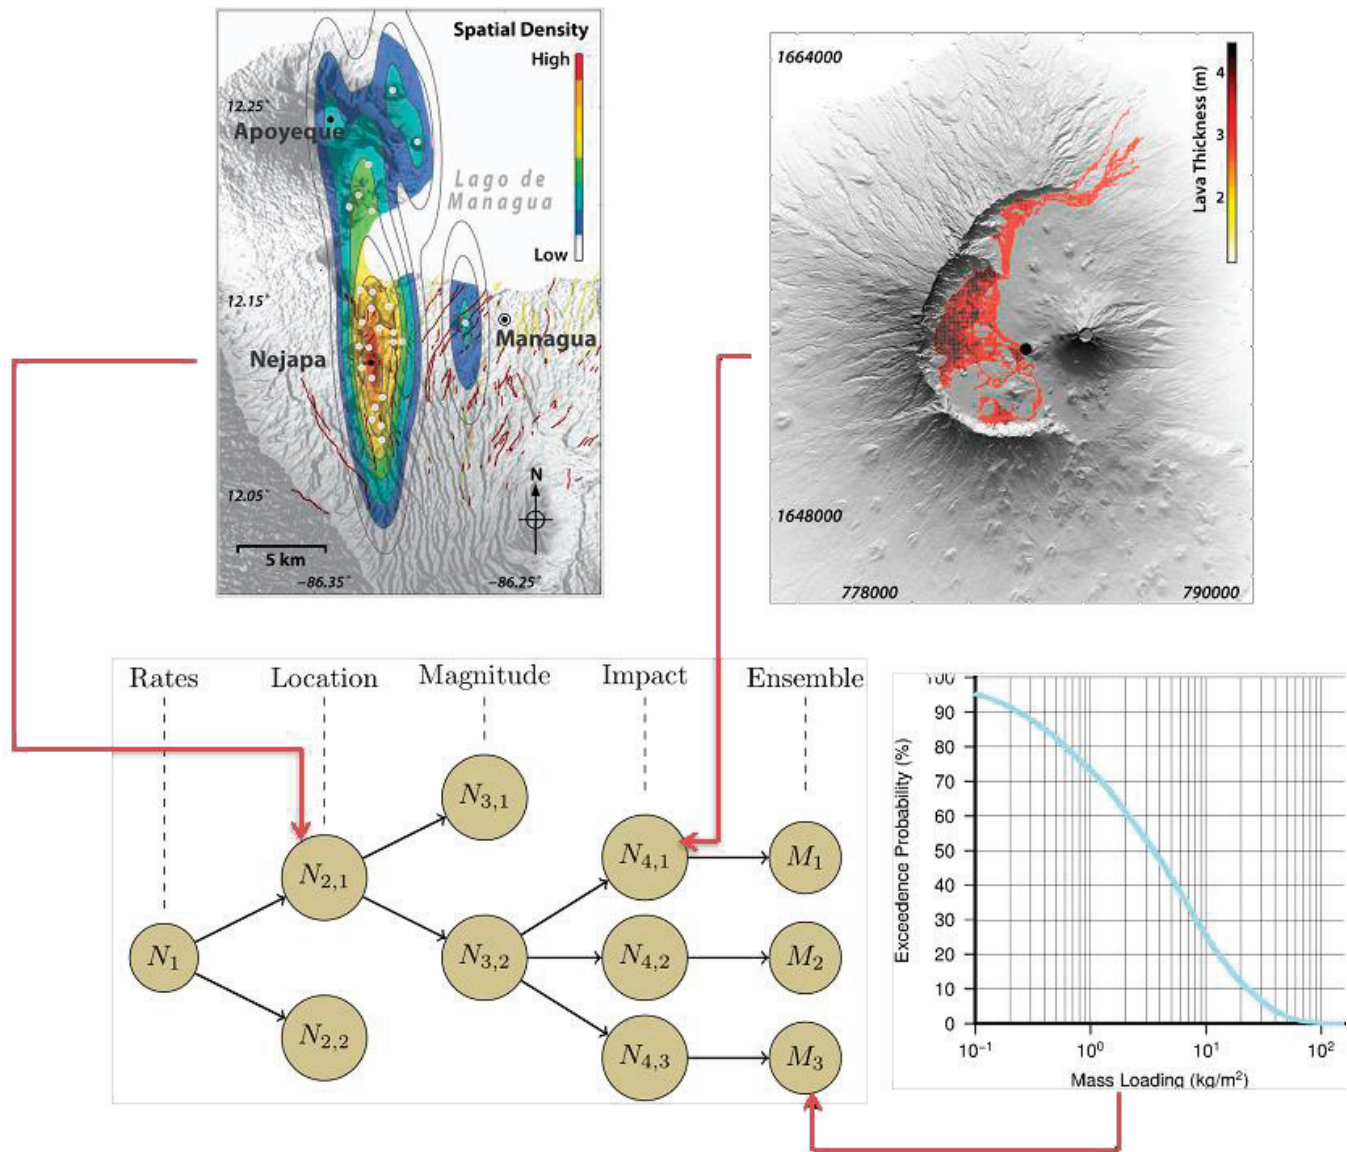 Spatial Density
High
Low
12.25°
Apoyeque
Lago de
Managua
12.15°
Managua
Nejapa
12.05°
N
5 km
-86.35°
-86.25°
1664000
Lava Thickness (m)
4
3
2
1648000
778000
790000
Rates
Location
Magnitude
Impact
Ensemble
N3,1
N2,1
N4,1
M1
N1
N3,2
N4,2
M2
N2,2
N4,3
M3
Exceedence Probability (%)
100
90
80
70
60
50
40
30
20
10
0
10⁻¹
10⁰
10¹
10²
Mass Loading (kg/m²)